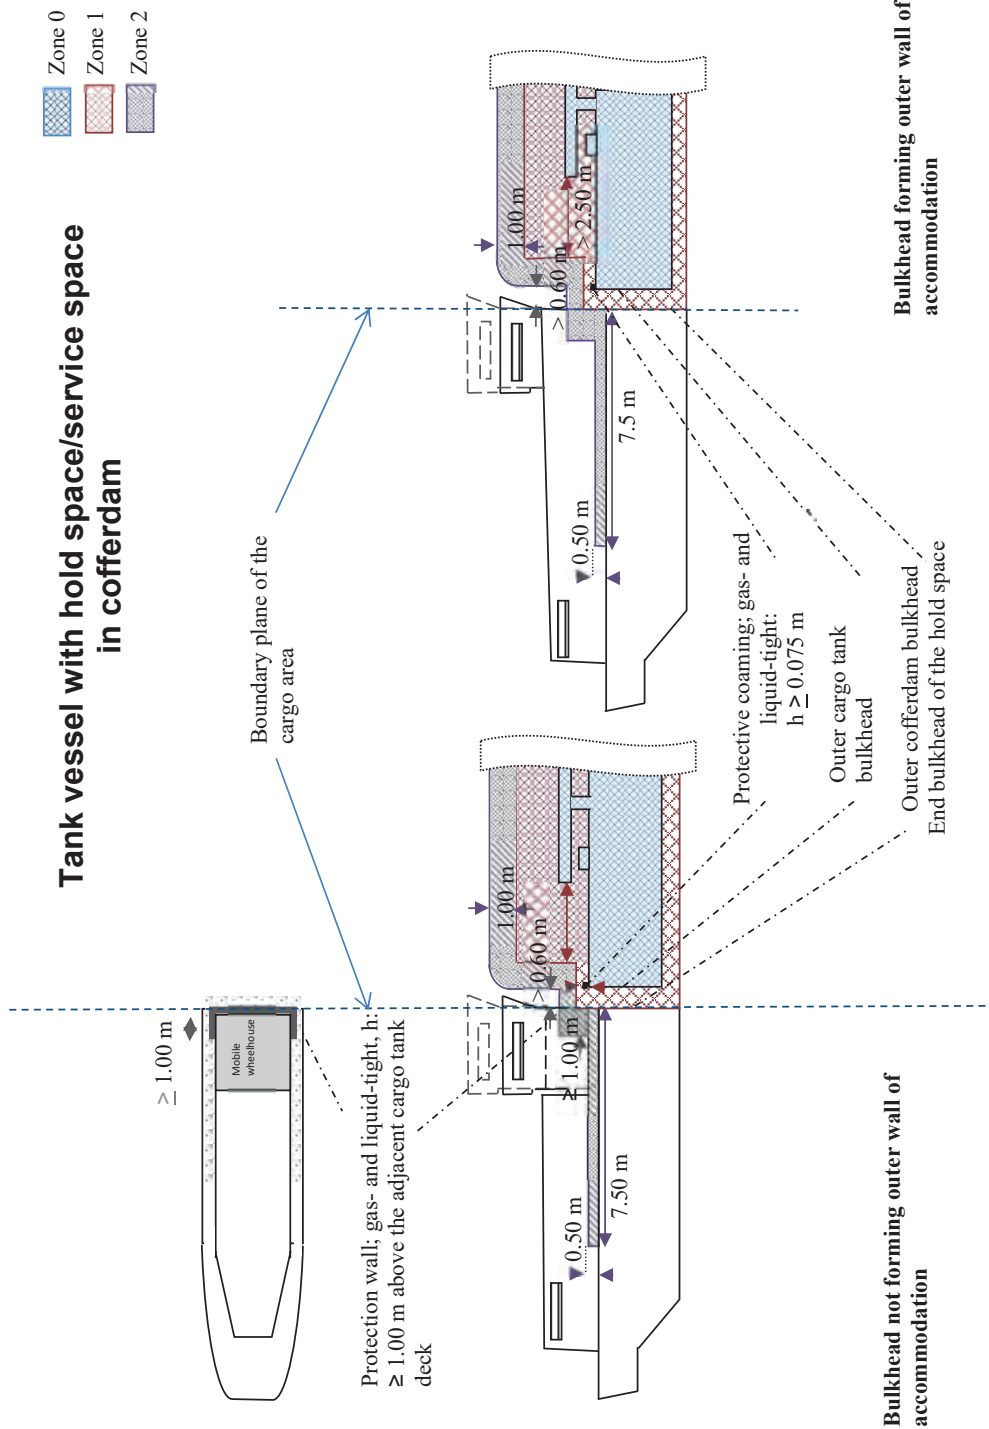 Tank vessel with hold space/service space
in cofferdam
Zone 0
Zone 1
Zone 2
Boundary plane of the
cargo area
≥ 1.00 m
Mobile
wheelhouse
Protection wall; gas- and liquid-tight, h:
≥ 1.00 m above the adjacent cargo tank
deck
1.00 m
> 0.60 m
≥ 1.00 m
0.50 m
7.50 m
1.00 m
> 0.60 m
> 2.50 m
0.50 m
7.5 m
Protective coaming; gas- and
liquid-tight:
h ≥ 0.075 m
Outer cargo tank
bulkhead
Outer cofferdam bulkhead
End bulkhead of the hold space
Bulkhead not forming outer wall of
accommodation
Bulkhead forming outer wall of
accommodation